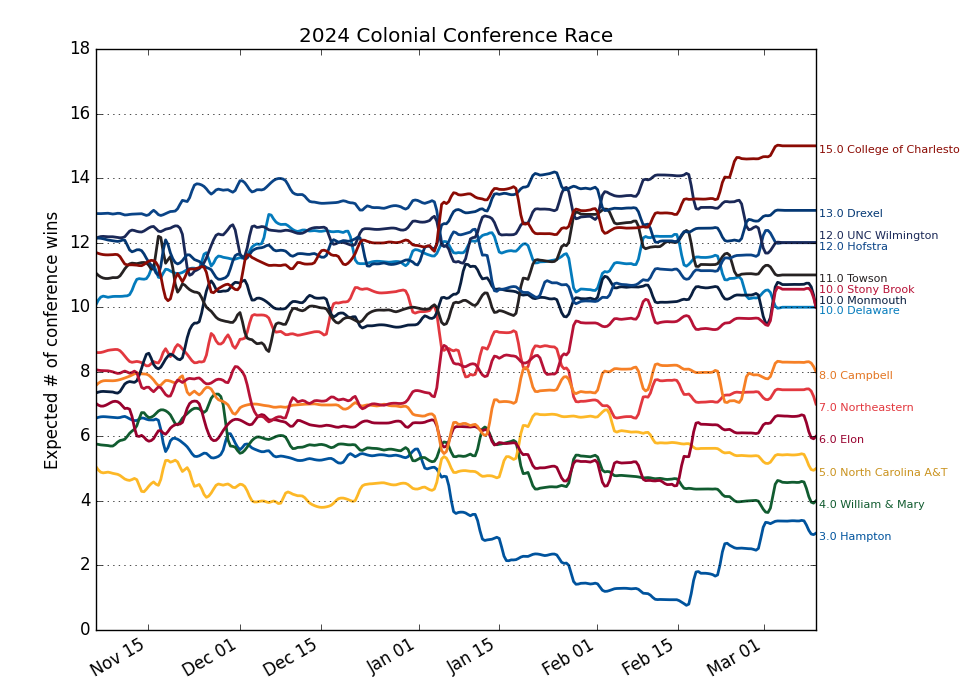 2024 Colonial Conference Race
Expected # of conference wins
18
16
14
12
10
8
6
4
2
0
15.0 College of Charlesto
13.0 Drexel
12.0 UNC Wilmington
12.0 Hofstra
11.0 Towson
10.0 Stony Brook
10.0 Monmouth
10.0 Delaware
8.0 Campbell
7.0 Northeastern
6.0 Elon
5.0 North Carolina A&T
4.0 William & Mary
3.0 Hampton
Nov 15
Dec 01
Dec 15
Jan 01
Jan 15
Feb 01
Feb 15
Mar 01